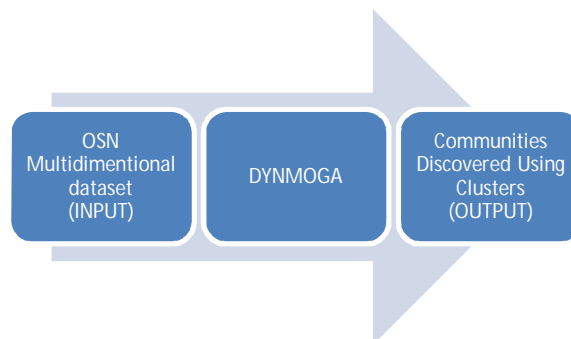 OSN
Multidimentional
dataset
(INPUT)
DYNMOGA
Communities
Discovered Using
Clusters
(OUTPUT)